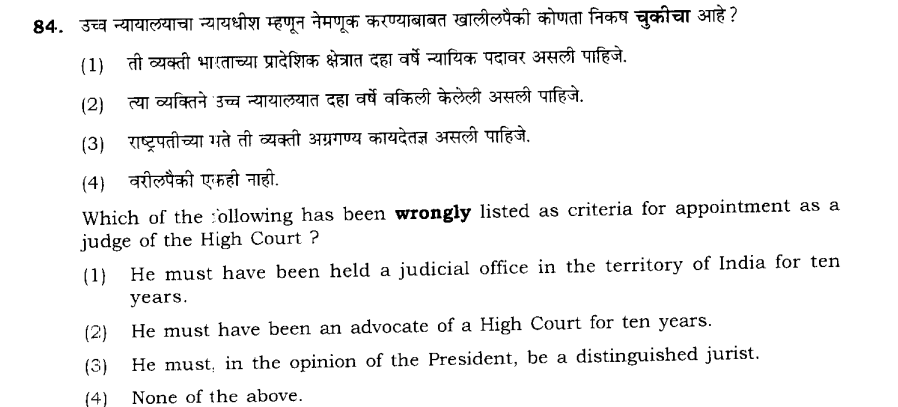 84. उच्च न्यायालयाचा न्यायधीश म्हणून नेमणूक करण्याबाबत खालीलपैकी कोणता निकष चुकीचा आहे ?
(1) ती व्यक्ती भारताच्या प्रादेशिक क्षेत्रात दहा वर्षे न्यायिक पदावर असली पाहिजे.
(2) त्या व्यक्तिने उच्च न्यायालयात दहा वर्षे वकिली केलेली असली पाहिजे.
(3) राष्ट्रपतीच्या मते ती व्यक्ती अग्रगण्य कायदेतज्ञ असली पाहिजे.
(4) वरीलपैकी एकही नाही.
Which of the following has been wrongly listed as criteria for appointment as a
judge of the High Court ?
(1) He must have been held a judicial office in the territory of India for ten
years.
(2) He must have been an advocate of a High Court for ten years.
(3) He must, in the opinion of the President, be a distinguished jurist.
(4) None of the above.